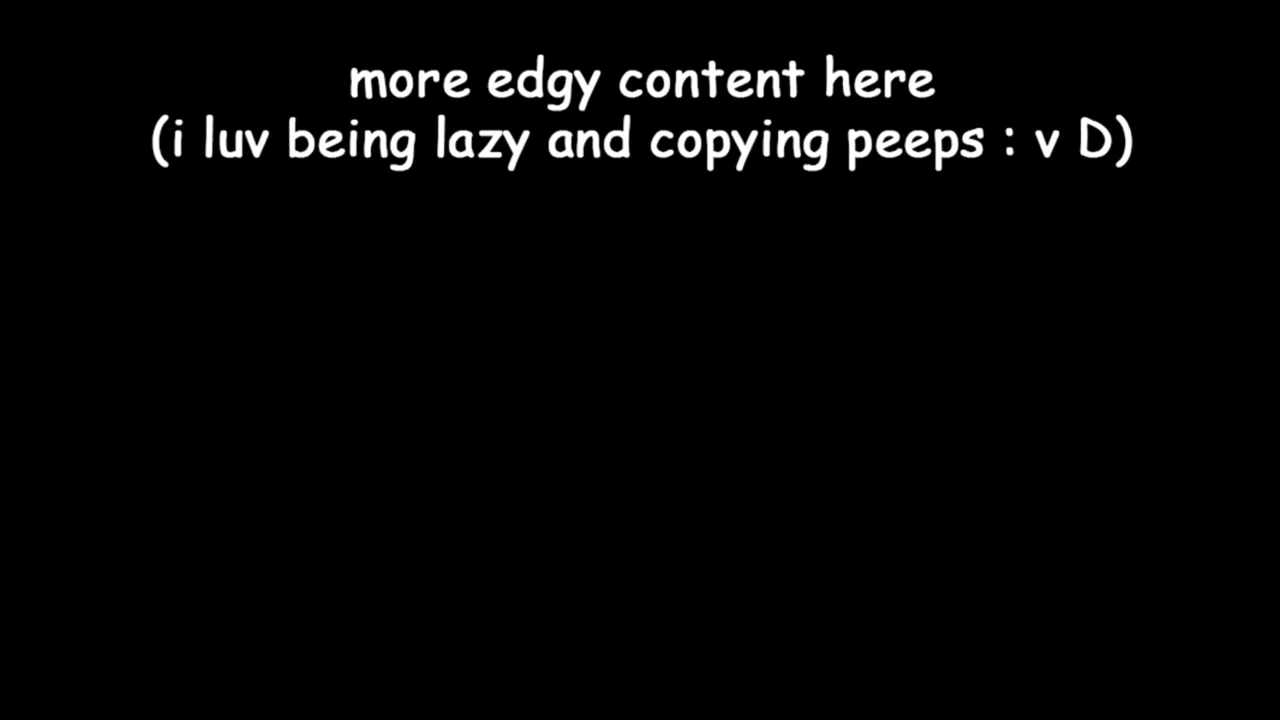 more edgy content here
(i luv being lazy and copying peeps : v D)